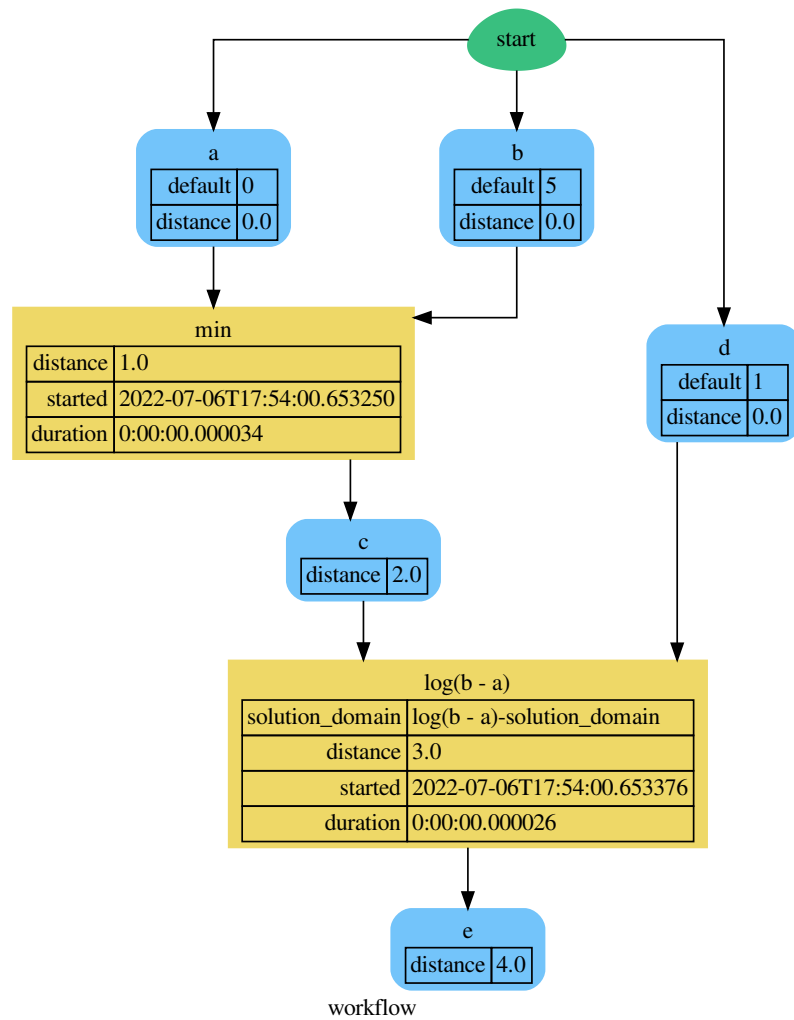 start
a
default 0
distance 0.0
b
default 5
distance 0.0
min
distance 1.0
started 2022-07-06T17:54:00.653250
duration 0:00:00.000034
d
default 1
distance 0.0
c
distance 2.0
log(b - a)
solution_domain log(b - a)-solution_domain
distance 3.0
started 2022-07-06T17:54:00.653376
duration 0:00:00.000026
e
distance 4.0
workflow